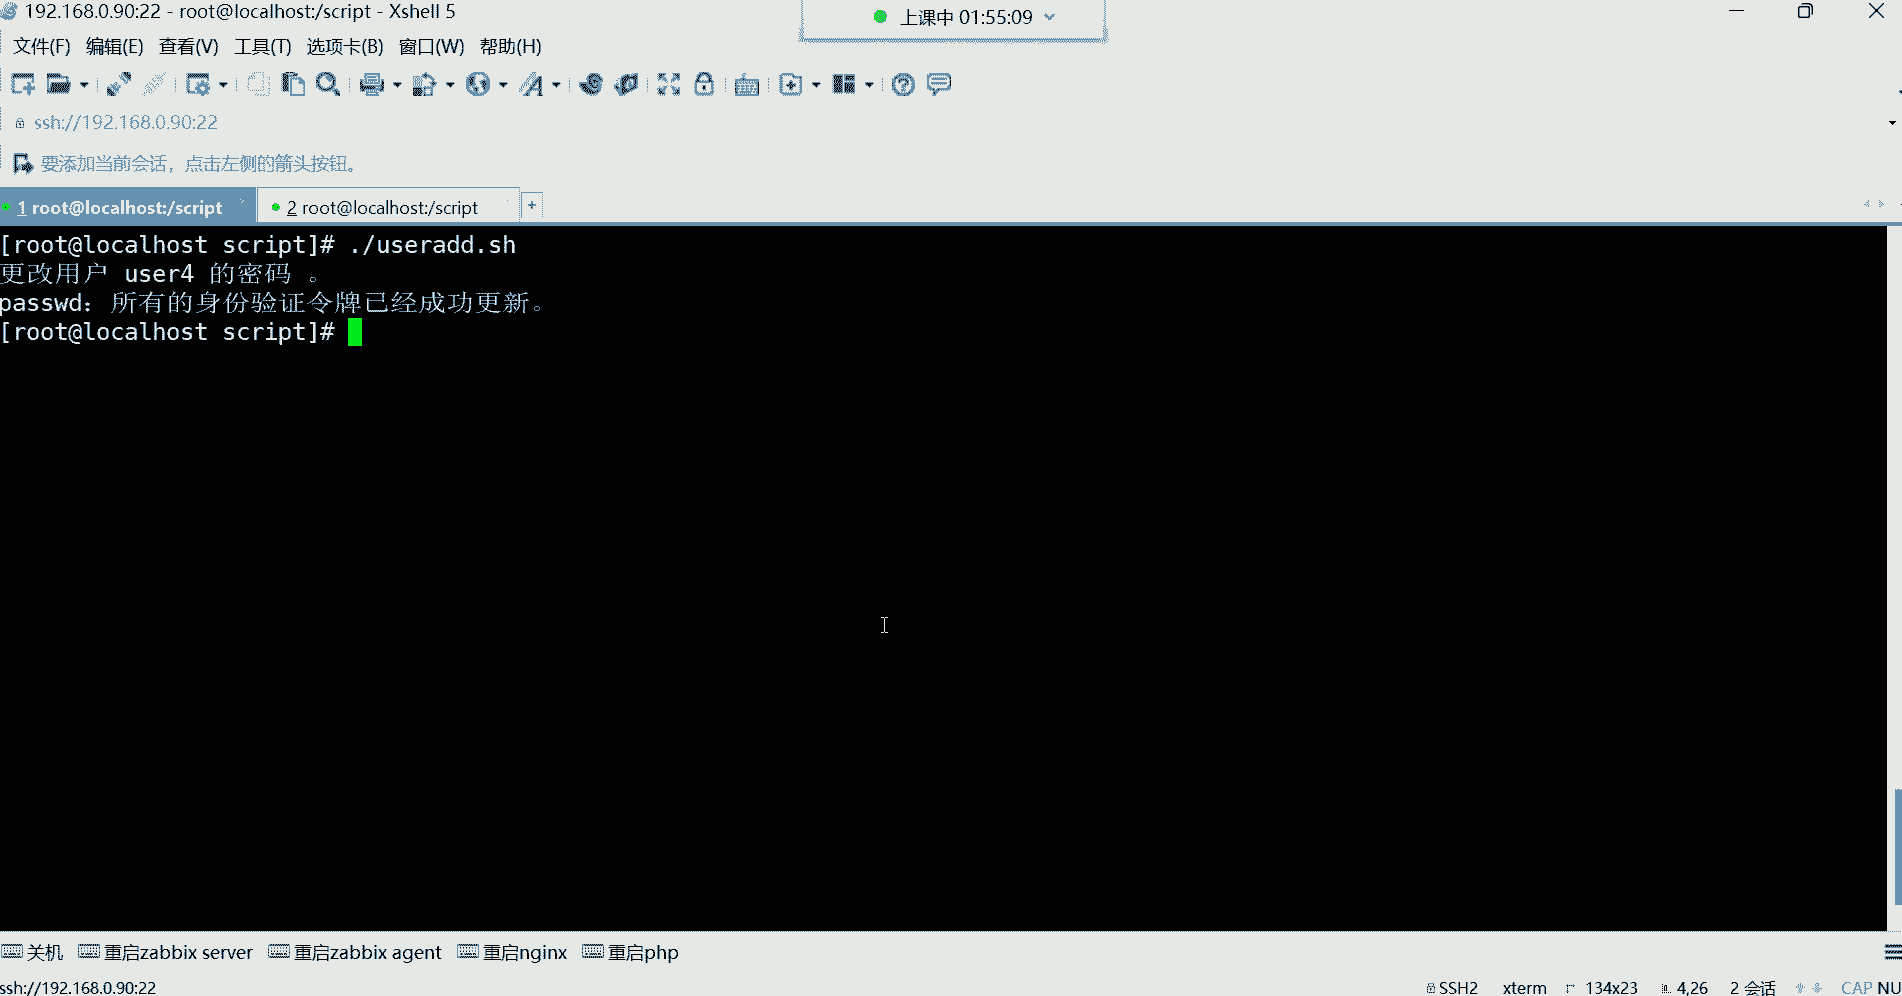 192.168.0.90:22 - root@localhost:/script - Xshell 5
上课中 01:55:09
文件(F) 编辑(E) 查看(V) 工具(T) 选项卡(B) 窗口(W) 帮助(H)
ssh://192.168.0.90:22
要添加当前会话，点击左侧的箭头按钮。
1 root@localhost:/script 2 root@localhost:/script +
[root@localhost script]# ./useradd.sh
更改用户 user4 的密码 。
passwd：所有的身份验证令牌已经成功更新。
[root@localhost script]#
关机 重启zabbix server 重启zabbix agent 重启nginx 重启php
ssh://192.168.0.90:22 SSH2 xterm 134x23 4,26 2 会话 CAP NU